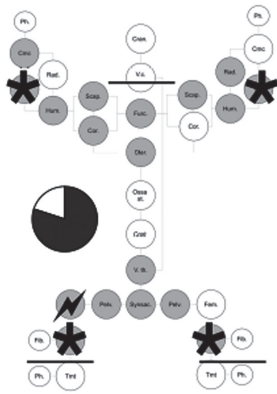 Ph.
Ph.
Cran.
Cmc
Cmc
Rad.
V.c.
Rad.
Scap.
Scap.
Hum.
Furc.
Hum.
Cor.
Cor.
Ster.
Osse
st.
Cost
V. th.
Pelv.
Synsac.
Pelv
Fem.
Fib.
Fib.
Ph.
Tmt
Tmt
Ph.